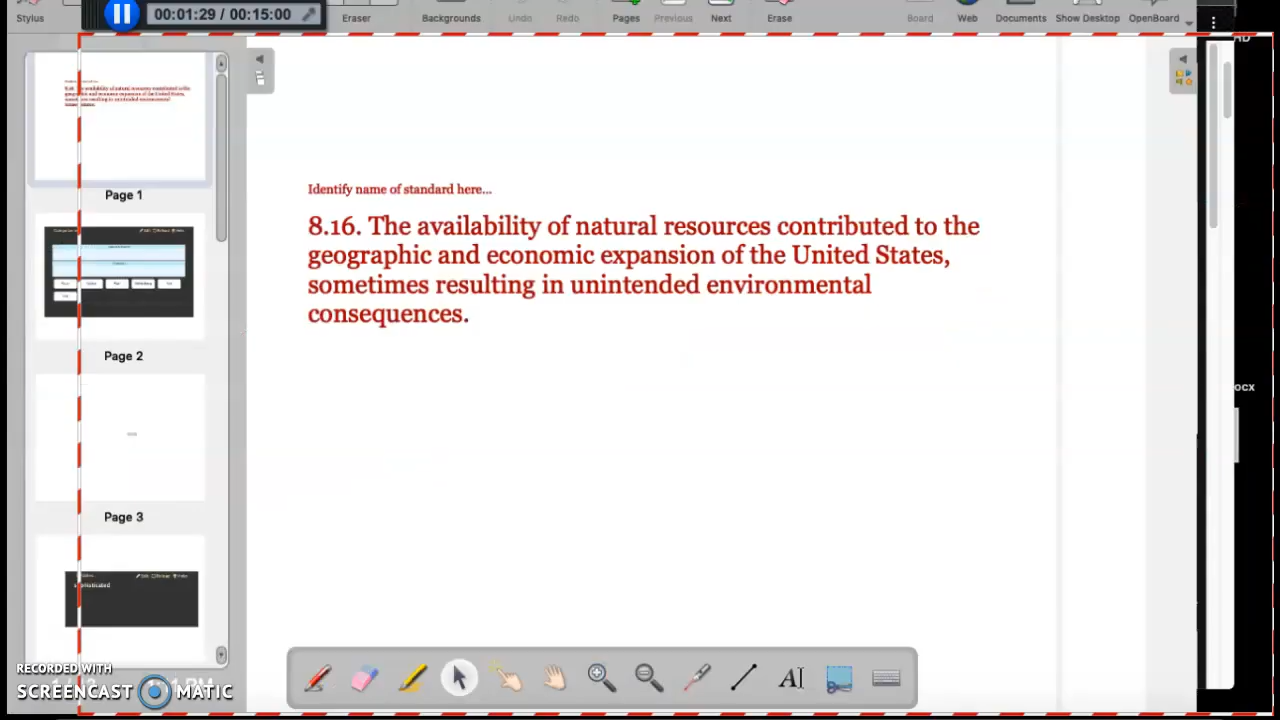 Stylus
00:01:29 / 00:15:00
Eraser
Backgrounds
Undo
Redo
Pages
Previous
Next
Erase
Board
Web
Documents
Show Desktop
OpenBoard
Page 1
Page 2
Page 3
Identify name of standard here...
8.16. The availability of natural resources contributed to the
geographic and economic expansion of the United States,
sometimes resulting in unintended environmental
consequences.
ocx
RECORDED WITH
SCREENCAST MATIC